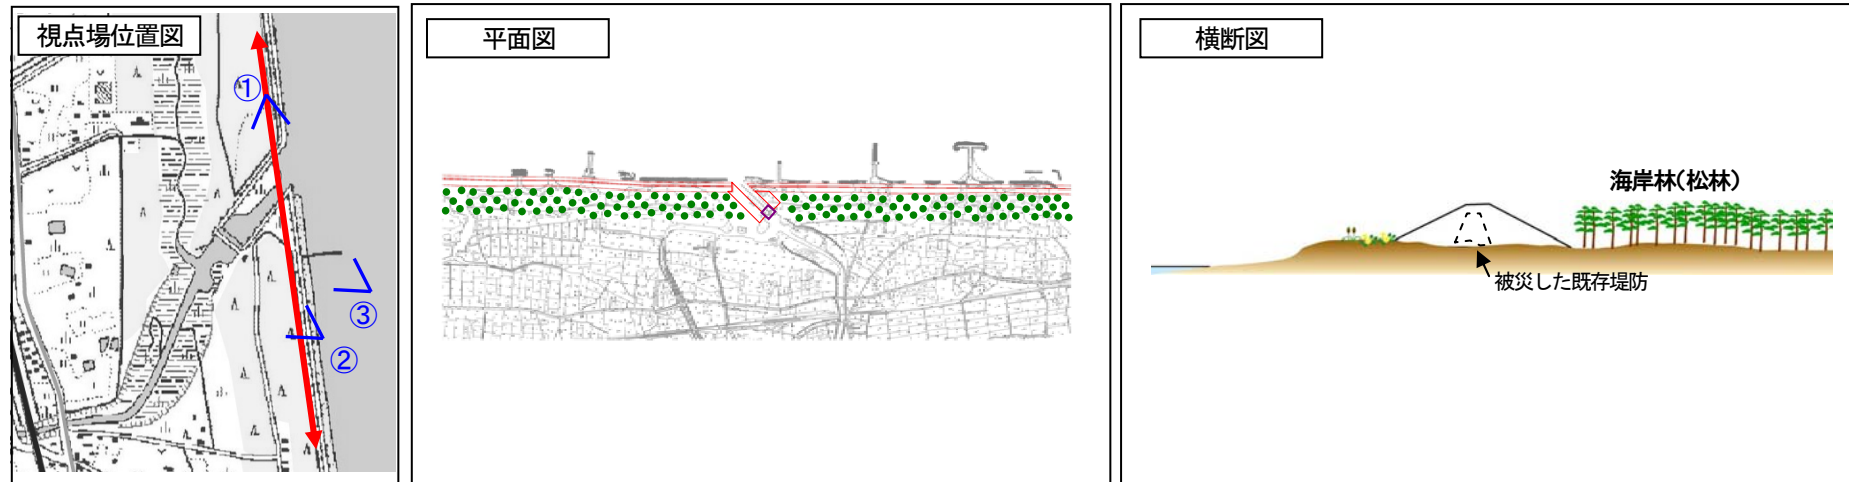 視点場位置図
①
③
②
平面図
横断図
海岸林(松林)
被災した既存堤防